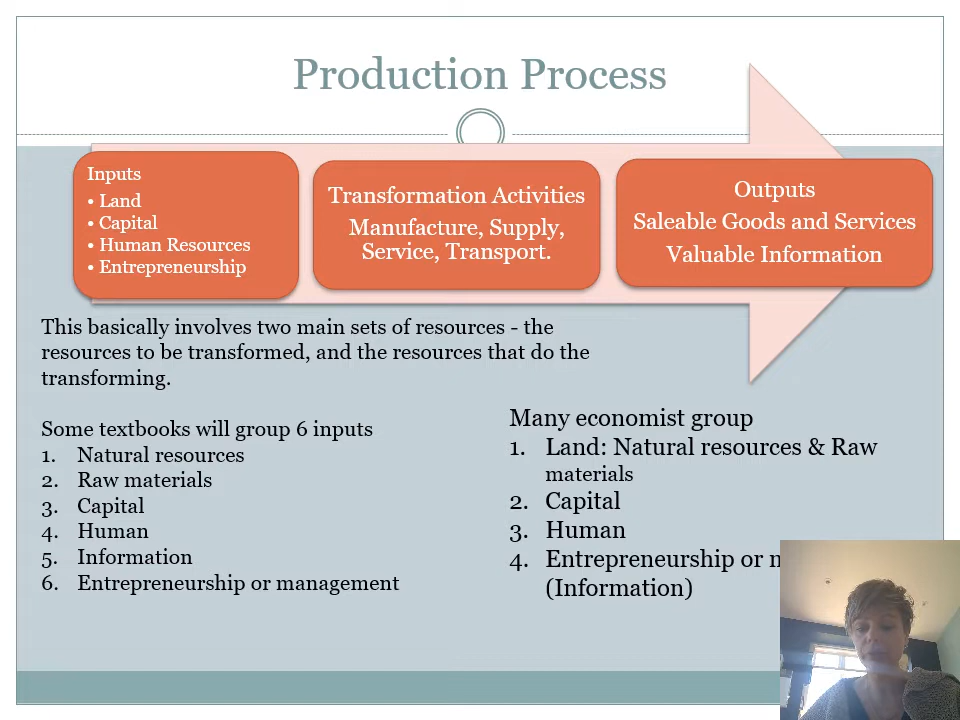 Production Process
Inputs
• Land
• Capital
• Human Resources
• Entrepreneurship
Transformation Activities
Manufacture, Supply,
Service, Transport.
Outputs
Saleable Goods and Services
Valuable Information
This basically involves two main sets of resources - the
resources to be transformed, and the resources that do the
transforming.
Some textbooks will group 6 inputs
1. Natural resources
2. Raw materials
3. Capital
4. Human
5. Information
6. Entrepreneurship or management
Many economist group
1. Land: Natural resources & Raw
materials
2. Capital
3. Human
4. Entrepreneurship or
(Information)